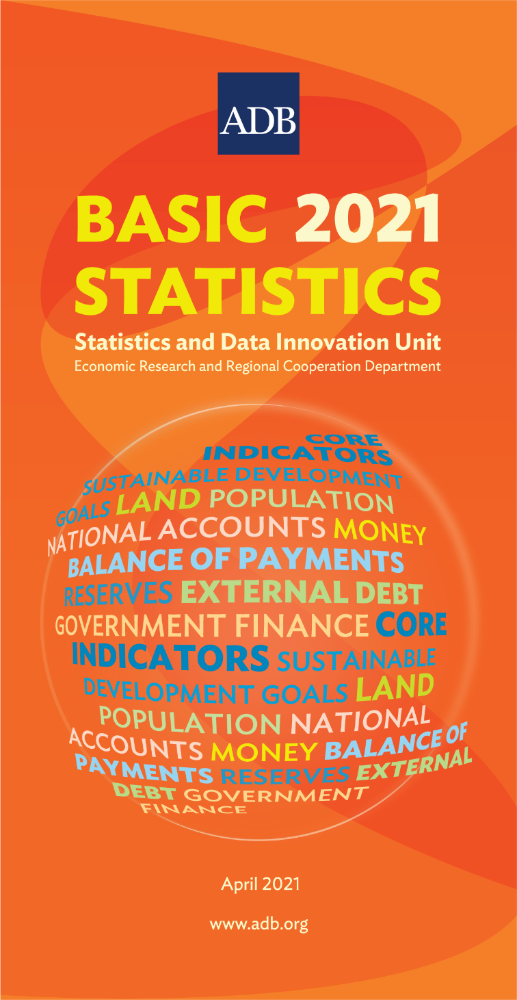 ADB
BASIC 2021
STATISTICS
Statistics and Data Innovation Unit
Economic Research and Regional Cooperation Department
CORE
INDICATORS
SUSTAINABLE DEVELOPMENT
GOALS LAND POPULATION
NATIONAL ACCOUNTS MONEY
BALANCE OF PAYMENTS
RESERVES EXTERNAL DEBT
GOVERNMENT FINANCE CORE
INDICATORS SUSTAINABLE
DEVELOPMENT GOALS LAND
POPULATION NATIONAL
ACCOUNTS MONEY BALANCE OF
PAYMENTS RESERVES EXTERNAL
DEBT GOVERNMENT
FINANCE
April 2021
www.adb.org